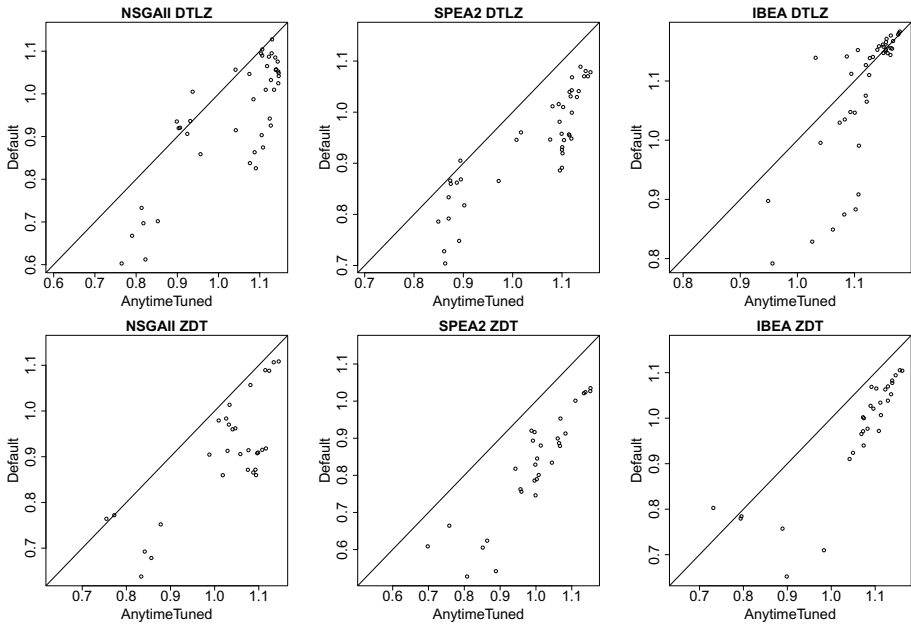 NSGAII DTLZ
Default
0.6 0.7 0.8 0.9 1.0 1.1
0.6 0.7 0.8 0.9 1.0 1.1
AnytimeTuned
SPEA2 DTLZ
Default
0.7 0.8 0.9 1.0 1.1
0.7 0.8 0.9 1.0 1.1
AnytimeTuned
IBEA DTLZ
Default
0.8 0.9 1.0 1.1
0.8 0.9 1.0 1.1
AnytimeTuned
NSGAII ZDT
Default
0.7 0.8 0.9 1.0 1.1
0.7 0.8 0.9 1.0 1.1
AnytimeTuned
SPEA2 ZDT
Default
0.6 0.7 0.8 0.9 1.0 1.1
0.6 0.7 0.8 0.9 1.0 1.1
AnytimeTuned
IBEA ZDT
Default
0.7 0.8 0.9 1.0 1.1
0.7 0.8 0.9 1.0 1.1
AnytimeTuned